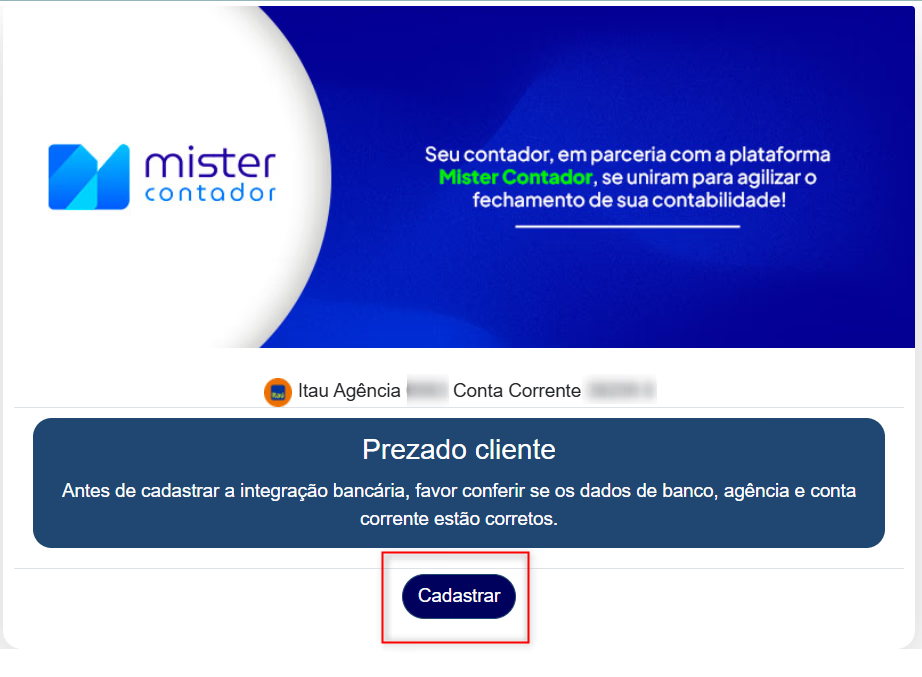 mister
contador
Seu contador, em parceria com a plataforma
Mister Contador, se uniram para agilizar o
fechamento de sua contabilidade!
Itau Agência Conta Corrente
Prezado cliente
Antes de cadastrar a integração bancária, favor conferir se os dados de banco, agência e conta
corrente estão corretos.
Cadastrar